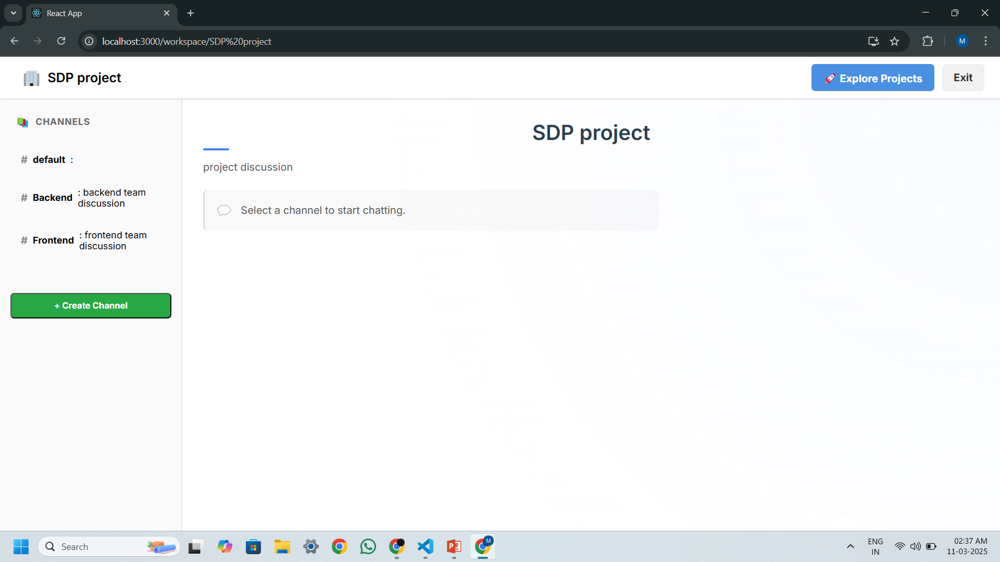 React App
localhost:3000/workspace/SDP%20project
M
SDP project
🚀 Explore Projects
Exit
CHANNELS
SDP project
# default :
project discussion
# Backend : backend team
discussion
Select a channel to start chatting.
# Frontend : frontend team
discussion
+ Create Channel
Search
M
ENG
IN
02:37 AM
11-03-2025